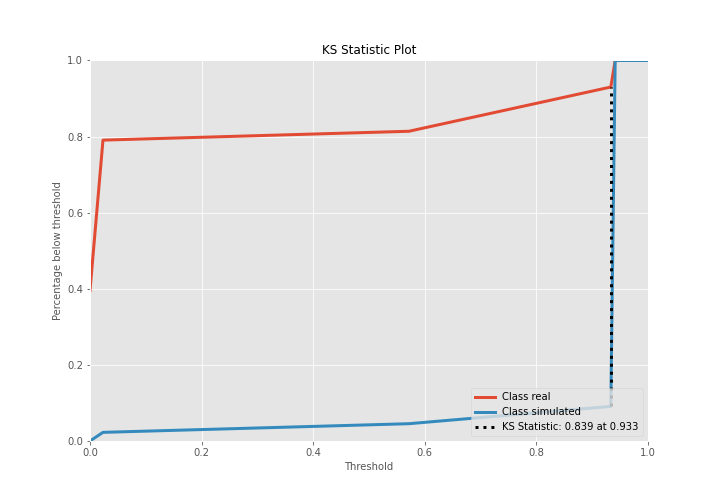 KS Statistic Plot
1.0
0.8
0.6
0.4
0.2
0.0
Percentage below threshold
0.0 0.2 0.4 0.6 0.8 1.0
Threshold
Class real
Class simulated
KS Statistic: 0.839 at 0.933